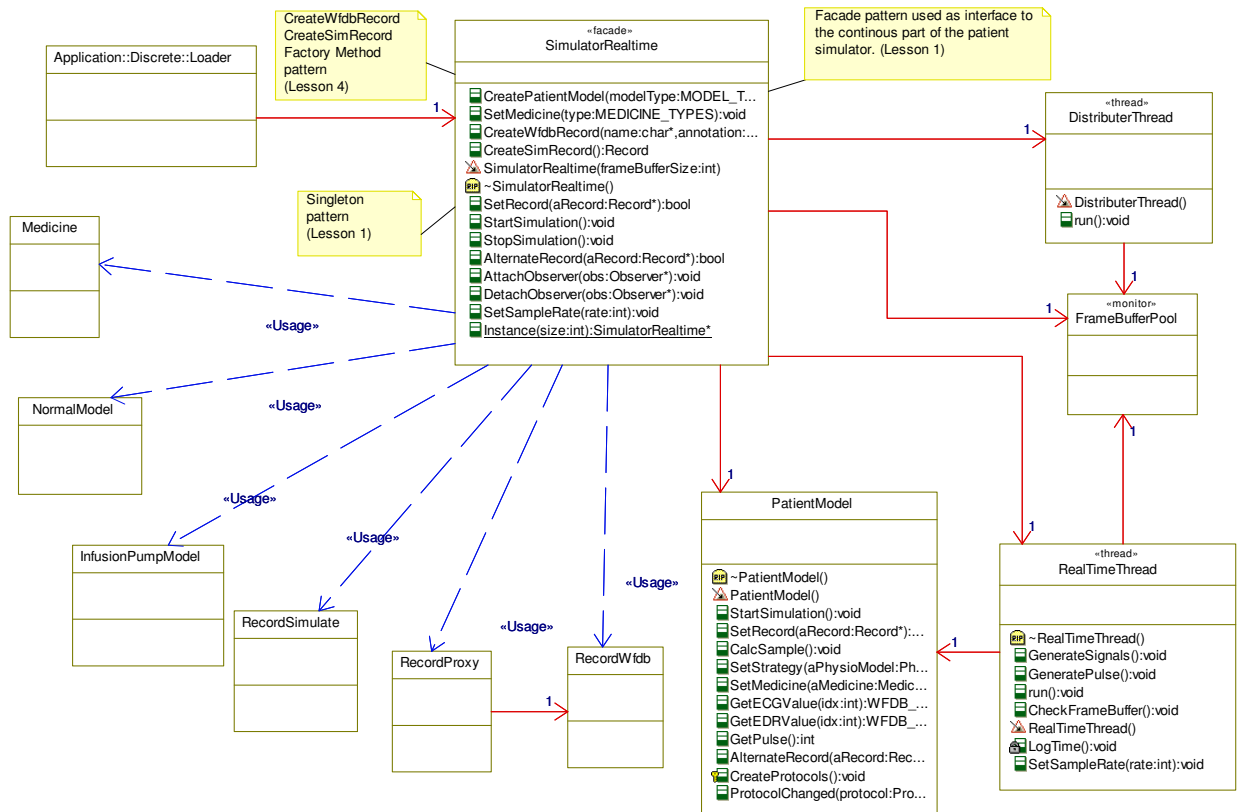 CreateWfdbRecord
CreateSimRecord
Factory Method
pattern
(Lesson 4)
«facade»
SimulatorRealtime
CreatePatientModel(modelType:MODEL_T...
SetMedicine(type:MEDICINE_TYPES):void
CreateWfdbRecord(name:char*,annotation:...
CreateSimRecord():Record
SimulatorRealtime(frameBufferSize:int)
RIP ~SimulatorRealtime()
SetRecord(aRecord:Record*):bool
StartSimulation():void
StopSimulation():void
AlternateRecord(aRecord:Record*):bool
AttachObserver(obs:Observer*):void
DetachObserver(obs:Observer*):void
SetSampleRate(rate:int):void
Instance(size:int):SimulatorRealtime*
Facade pattern used as interface to
the continous part of the patient
simulator. (Lesson 1)
Application::Discrete::Loader
1
Singleton
pattern
(Lesson 1)
1
«thread»
DistributerThread
DistributerThread()
run():void
1
1
«monitor»
FrameBufferPool
1
Medicine
«Usage»
NormalModel
«Usage»
InfusionPumpModel
«Usage»
RecordSimulate
«Usage»
RecordProxy
«Usage»
1
RecordWfdb
«Usage»
1
PatientModel
RIP ~PatientModel()
PatientModel()
StartSimulation():void
SetRecord(aRecord:Record*):...
CalcSample():void
SetStrategy(aPhysioModel:Ph...
SetMedicine(aMedicine:Medic...
GetECGValue(idx:int):WFDB_...
GetEDRValue(idx:int):WFDB_...
GetPulse():int
AlternateRecord(aRecord:Rec...
CreateProtocols():void
ProtocolChanged(protocol:Pro...
1
1
«thread»
RealTimeThread
RIP ~RealTimeThread()
GenerateSignals():void
GeneratePulse():void
run():void
CheckFrameBuffer():void
RealTimeThread()
LogTime():void
SetSampleRate(rate:int):void